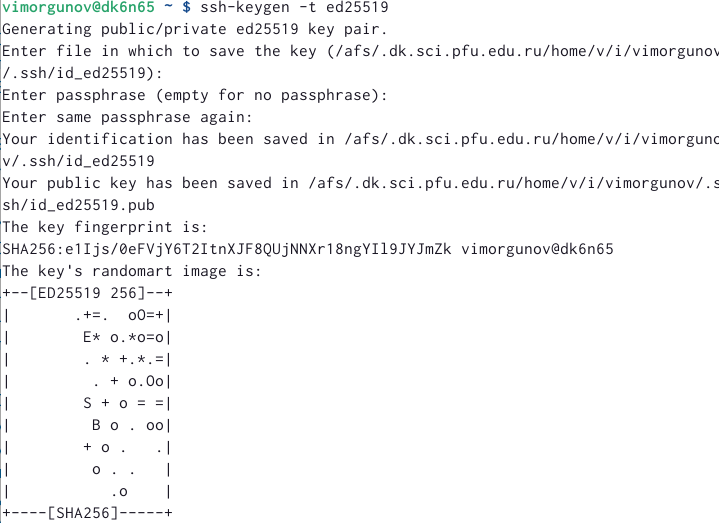 vimorgunov@dk6n65 ~ $ ssh-keygen -t ed25519
Generating public/private ed25519 key pair.
Enter file in which to save the key (/afs/.dk.sci.pfu.edu.ru/home/v/i/vimorgunov
/.ssh/id_ed25519):
Enter passphrase (empty for no passphrase):
Enter same passphrase again:
Your identification has been saved in /afs/.dk.sci.pfu.edu.ru/home/v/i/vimorguno
v/.ssh/id_ed25519
Your public key has been saved in /afs/.dk.sci.pfu.edu.ru/home/v/i/vimorgunov/.s
sh/id_ed25519.pub
The key fingerprint is:
SHA256:e1Ijs/0eFVjY6T2ItnXJF8QUjNNXr18ngYIl9JYJmZk vimorgunov@dk6n65
The key's randomart image is:
+--[ED25519 256]--+
|       .+=.  oO=+|
|        E* o.*o=o|
|        . * +.*.=|
|         . + o.Oo|
|        S + o = =|
|         B o . oo|
|        + o .   .|
|         o . .   |
|           .o    |
+----[SHA256]-----+